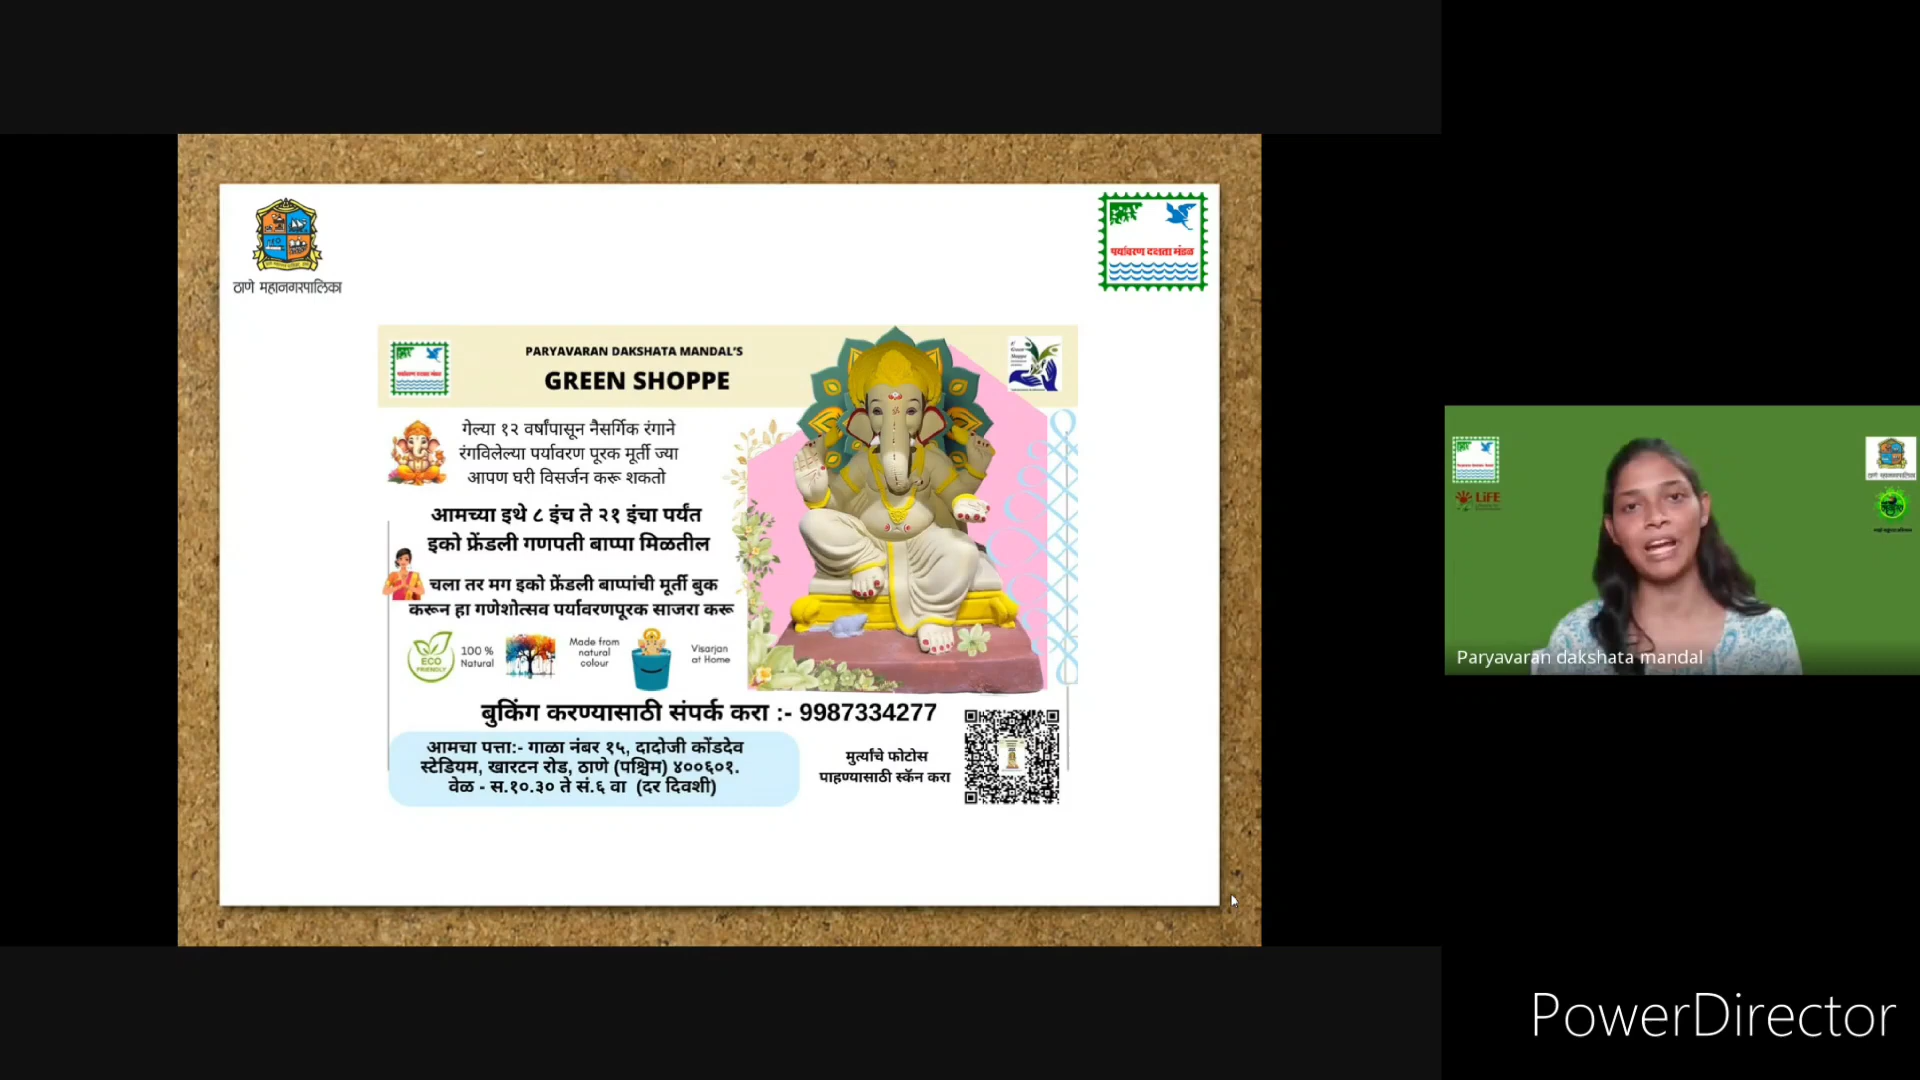 ठाणे महानगरपालिका
पर्यावरण दक्षता मंडळ
PARYAVARAN DAKSHATA MANDAL'S
GREEN SHOPPE
गेल्या १२ वर्षांपासून नैसर्गिक रंगाने
रंगविलेल्या पर्यावरण पूरक मूर्ती ज्या
आपण घरी विसर्जन करू शकतो
आमच्या इथे ८ इंच ते २१ इंचा पर्यंत
इको फ्रेंडली गणपती बाप्पा मिळतील
चला तर मग इको फ्रेंडली बाप्पांची मूर्ती बुक
करून हा गणेशोत्सव पर्यावरणपूरक साजरा करू
ECO
FRIENDLY
100 %
Natural
Made from
natural
colour
Visarjan
at Home
बुकिंग करण्यासाठी संपर्क करा :- 9987334277
आमचा पत्ता:- गाळा नंबर १५, दादोजी कोंडदेव
स्टेडियम, खारटन रोड, ठाणे (पश्चिम) ४००६०१.
वेळ - स.१०.३० ते सं.६ वा (दर दिवशी)
मुर्त्यांचे फोटोस
पाहण्यासाठी स्कॅन करा
LiFE
Paryavaran dakshata mandal
PowerDirector